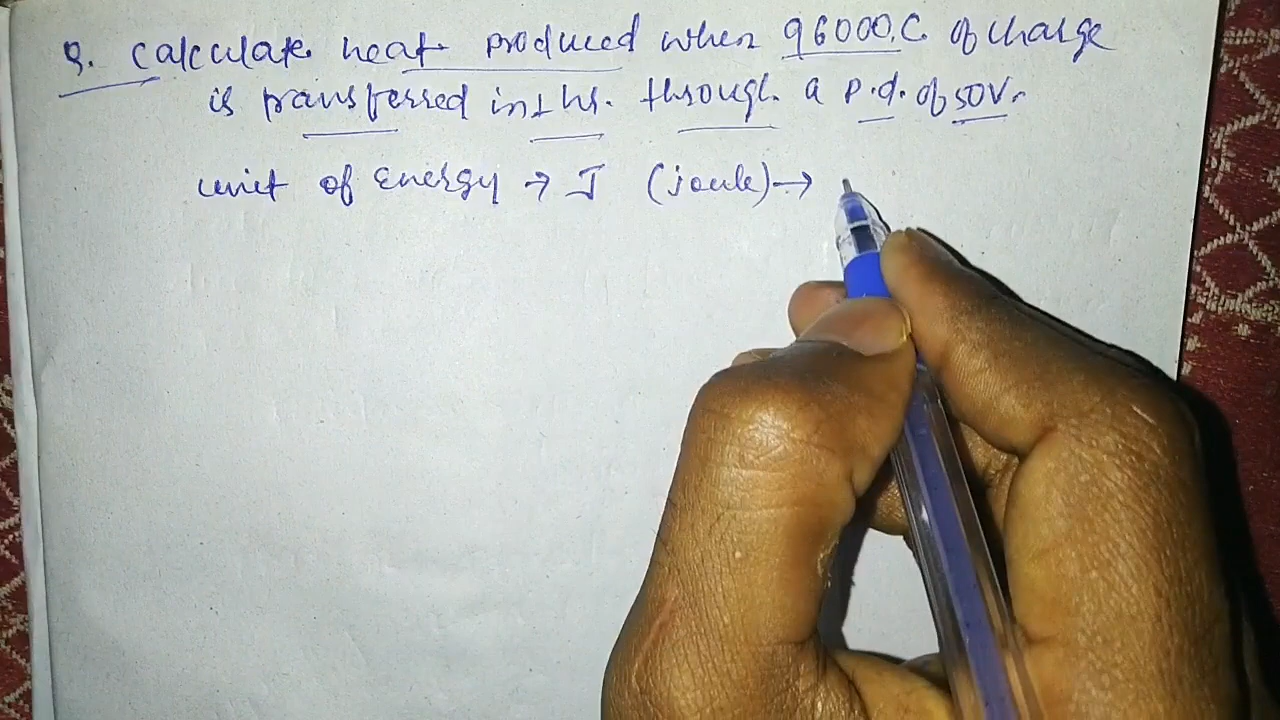 Q. Calculate heat produced when 96000.C of charge
is transferred in 1 hr. through a p.d. of 50V.
unit of Energy → J (joule) →